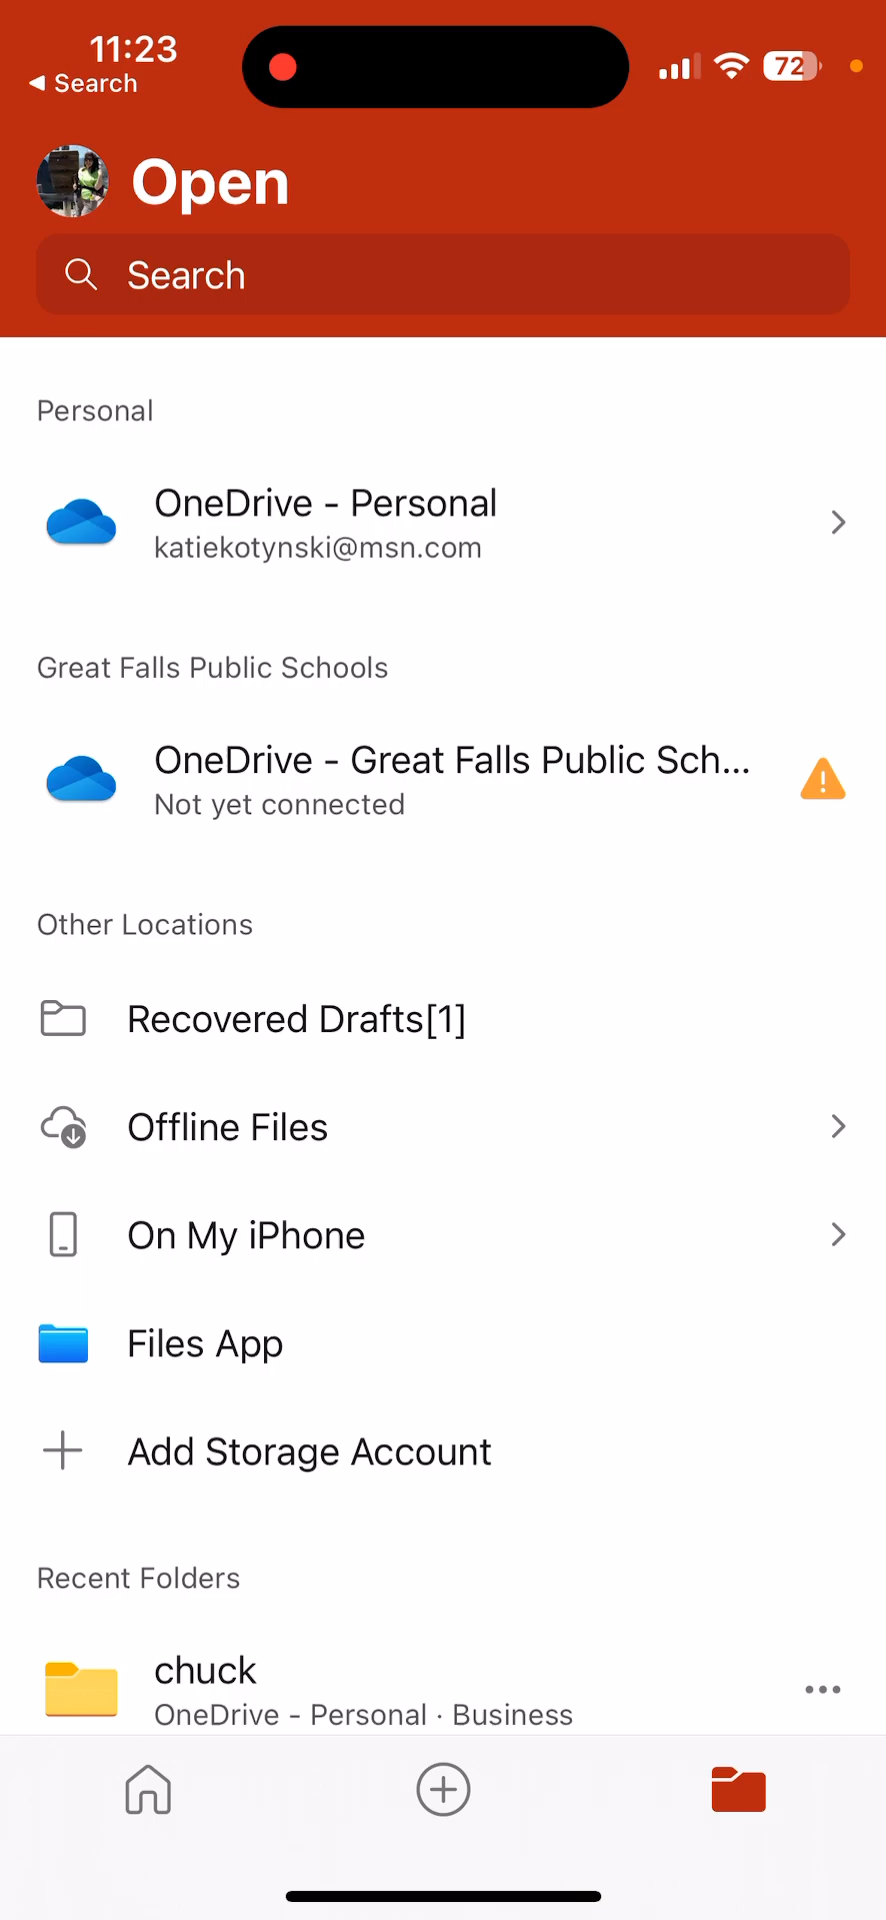 11:23
Search
72
Open
Search
Personal
OneDrive - Personal
katiekotynski@msn.com
Great Falls Public Schools
OneDrive - Great Falls Public Sch...
Not yet connected
Other Locations
Recovered Drafts[1]
Offline Files
On My iPhone
Files App
Add Storage Account
Recent Folders
chuck
OneDrive - Personal · Business